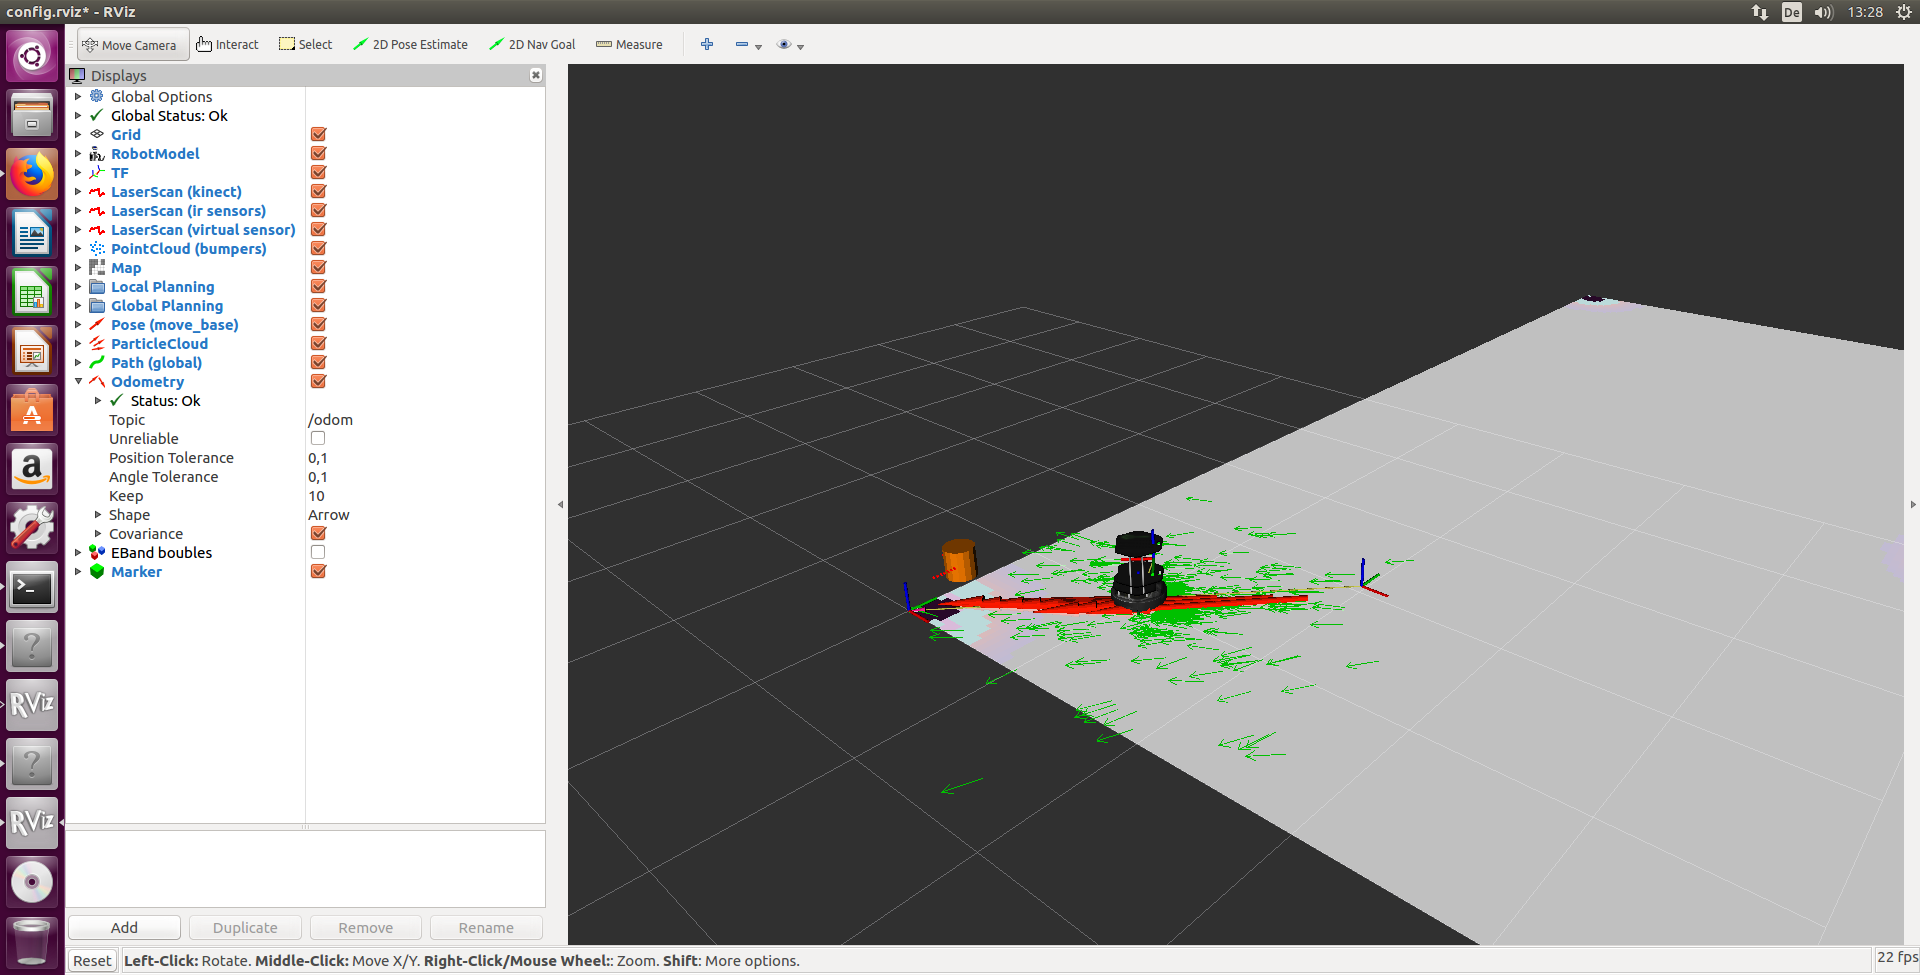 config.rviz* - RViz
De
13:28
Move Camera
Interact
Select
2D Pose Estimate
2D Nav Goal
Measure
Displays
Global Options
Global Status: Ok
Grid
RobotModel
TF
LaserScan (kinect)
LaserScan (ir sensors)
LaserScan (virtual sensor)
PointCloud (bumpers)
Map
Local Planning
Global Planning
Pose (move_base)
ParticleCloud
Path (global)
Odometry
Status: Ok
Topic /odom
Unreliable
Position Tolerance 0,1
Angle Tolerance 0,1
Keep 10
Shape Arrow
Covariance
EBand boubles
Marker
RViz
RViz
Add
Duplicate
Remove
Rename
Reset
Left-Click: Rotate. Middle-Click: Move X/Y. Right-Click/Mouse Wheel:: Zoom. Shift: More options.
22 fps